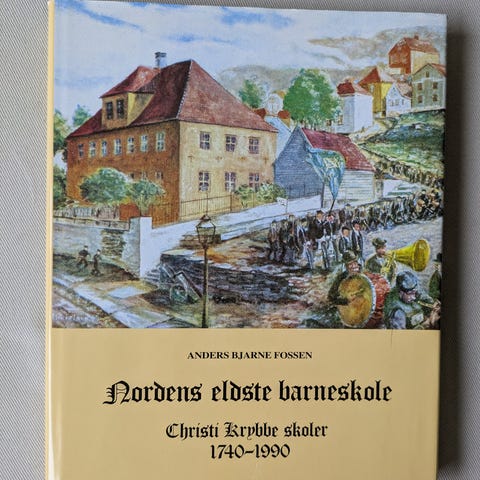 ANDERS BJARNE FOSSEN
Nordens eldste barneskole
Christi Krybbe skoler
1740-1990